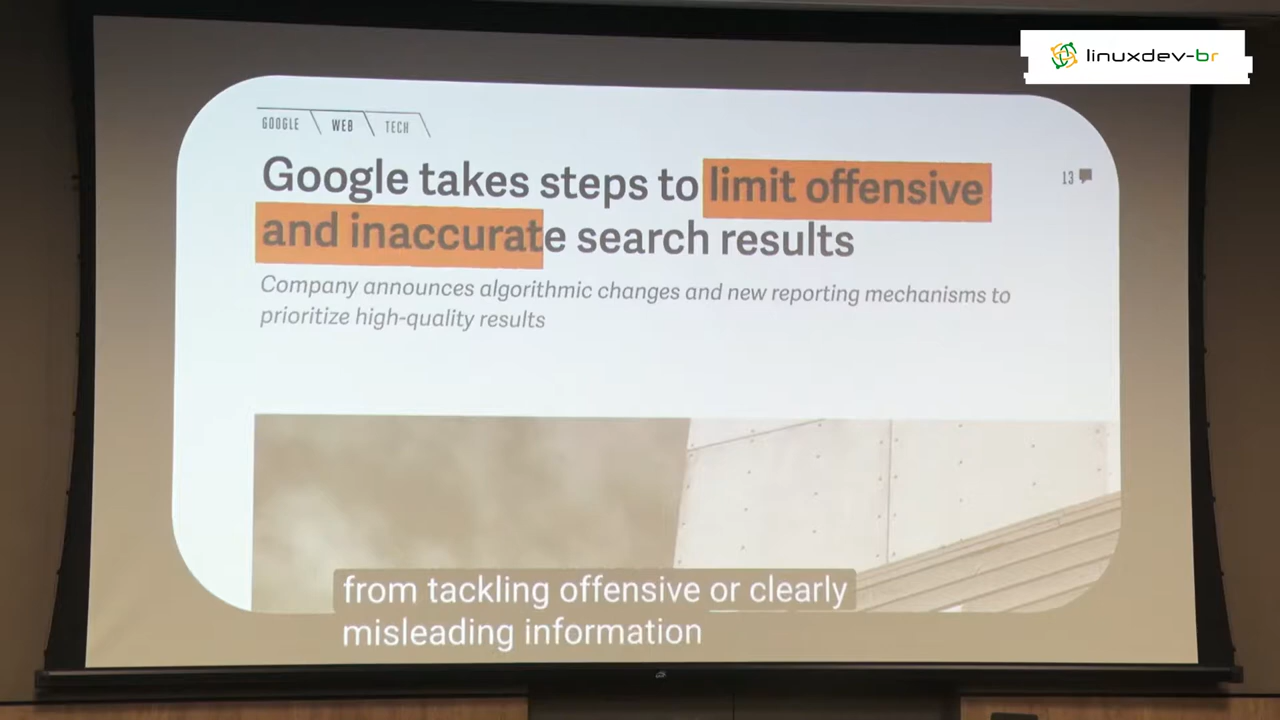 linuxdev-br
GOOGLE WEB TECH
Google takes steps to limit offensive
13
and inaccurate search results
Company announces algorithmic changes and new reporting mechanisms to
prioritize high-quality results
from tackling offensive or clearly
misleading information